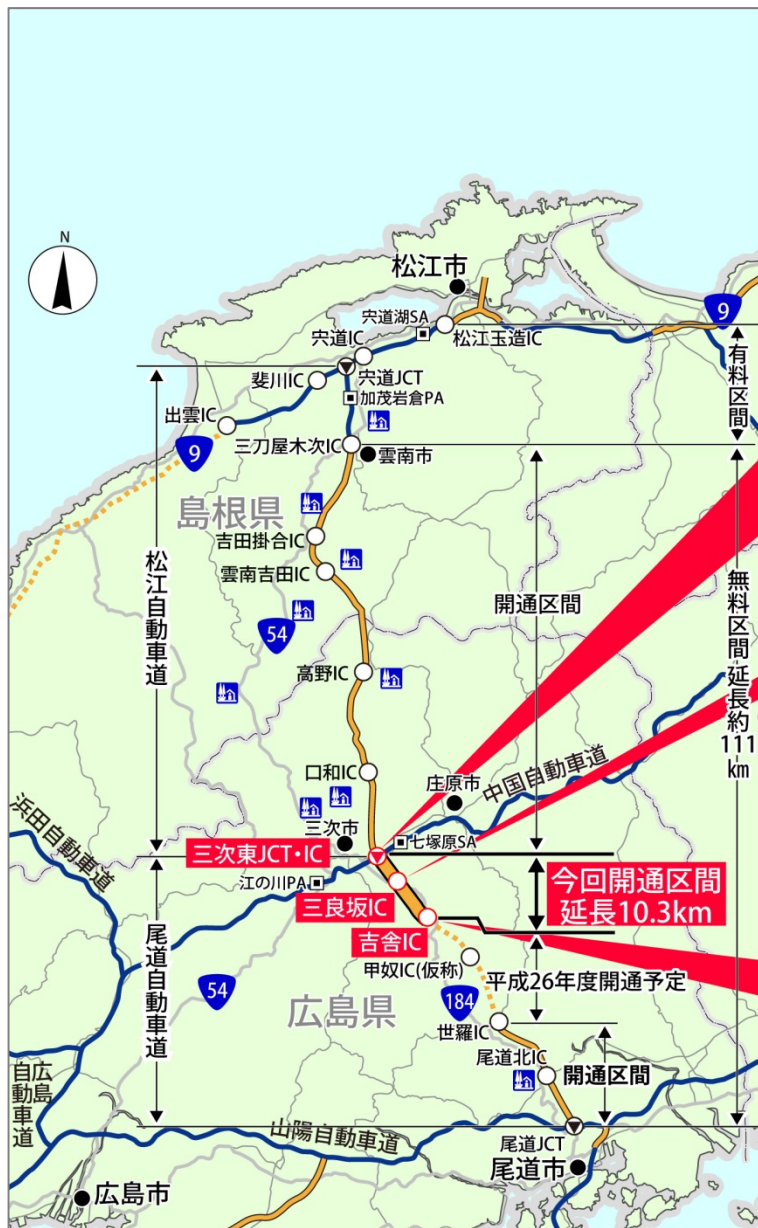 N
松江市
9
宍道湖SA
松江玉造IC
宍道IC
有料区間
斐川IC
宍道JCT
加茂岩倉PA
出雲IC
9
三刀屋木次IC
雲南市
島根県
吉田掛合IC
雲南吉田IC
松江自動車道
開通区間
無料区間 延長約111km
54
高野IC
口和IC
庄原市
中国自動車道
浜田自動車道
三次市
七塚原SA
三次東JCT・IC
江の川PA
三良坂IC
今回開通区間
延長10.3km
吉舎IC
尾道自動車道
甲奴IC(仮称)
平成26年度開通予定
54
184
広島県
世羅IC
尾道北IC
開通区間
広島自動車道
山陽自動車道
尾道JCT
尾道市
広島市